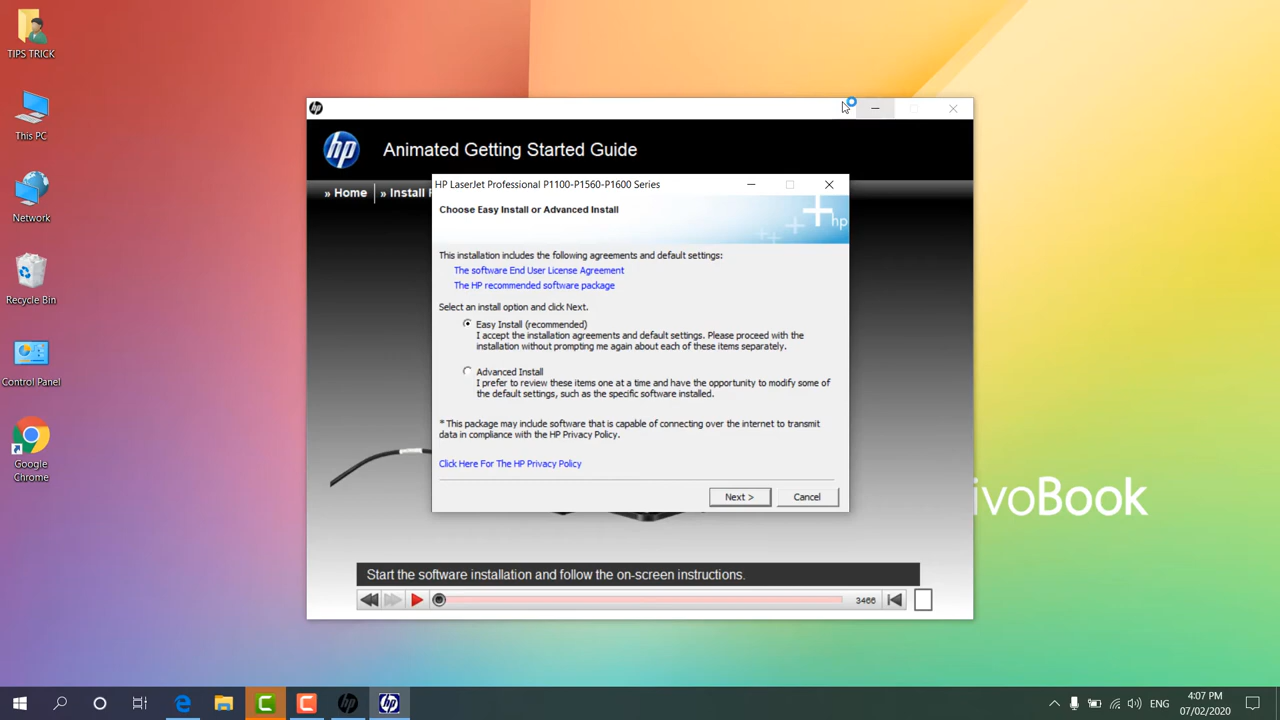 TIPS TRICK
This PC
Network
Recycle Bin
Control Panel
Google
Chrome
hp
hp
Animated Getting Started Guide
» Home
» Install
HP LaserJet Professional P1100-P1560-P1600 Series
Choose Easy Install or Advanced Install
hp
This installation includes the following agreements and default settings:
The software End User License Agreement
The HP recommended software package
Select an install option and click Next.
Easy Install (recommended)
I accept the installation agreements and default settings. Please proceed with the
installation without prompting me again about each of these items separately.
Advanced Install
I prefer to review these items one at a time and have the opportunity to modify some of
the default settings, such as the specific software installed.
* This package may include software that is capable of connecting over the internet to transmit
data in compliance with the HP Privacy Policy.
Click Here For The HP Privacy Policy
Next >
Cancel
ivoBook
Start the software installation and follow the on-screen instructions.
3466
ENG
4:07 PM
07/02/2020